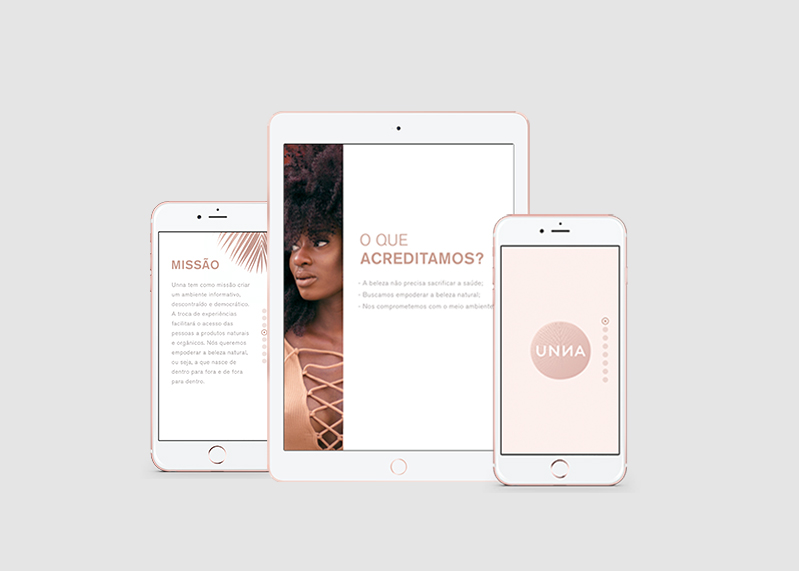 MISSÃO
Unna tem como missão criar
um ambiente informativo,
descontraído e democrático.
A troca de experiências
facilitará o acesso das
pessoas a produtos naturais
e orgânicos. Nós queremos
empoderar a beleza natural,
ou seja, a que nasce de
dentro para fora e de fora
para dentro.
O QUE
ACREDITAMOS?
- A beleza não precisa sacrificar a saúde;
- Buscamos empoderar a beleza natural;
- Nos comprometemos com o meio ambiente
UNNA